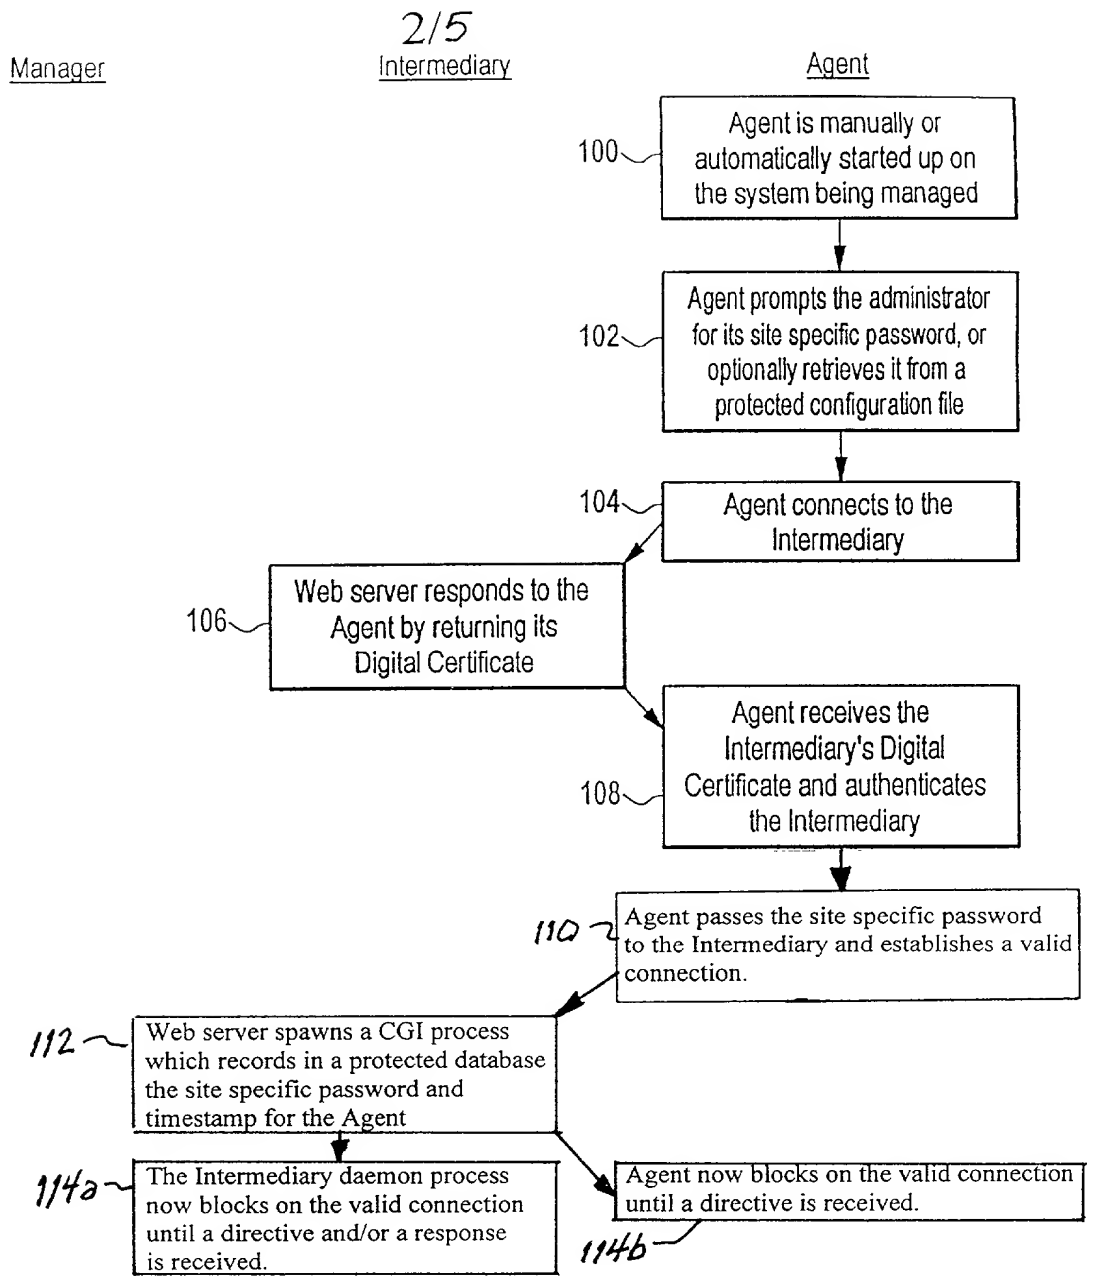 2/5
Manager
Intermediary
Agent
100
Agent is manually or
automatically started up on
the system being managed
102
Agent prompts the administrator
for its site specific password, or
optionally retrieves it from a
protected configuration file
104
Agent connects to the
Intermediary
106
Web server responds to the
Agent by returning its
Digital Certificate
108
Agent receives the
Intermediary's Digital
Certificate and authenticates
the Intermediary
110
Agent passes the site specific password
to the Intermediary and establishes a valid
connection.
112
Web server spawns a CGI process
which records in a protected database
the site specific password and
timestamp for the Agent
114a
The Intermediary daemon process
now blocks on the valid connection
until a directive and/or a response
is received.
Agent now blocks on the valid connection
until a directive is received.
114b